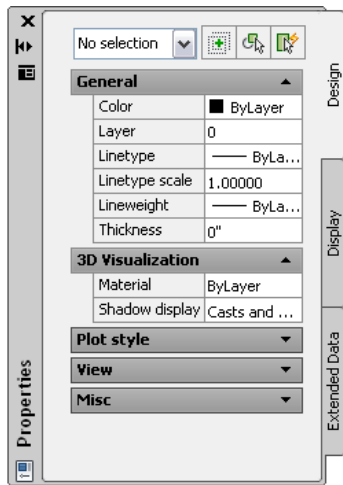 No selection
General
Color ByLayer
Layer 0
Linetype ByLa...
Linetype scale 1.00000
Lineweight ByLa...
Thickness 0"
3D Visualization
Material ByLayer
Shadow display Casts and ...
Plot style
View
Misc
Properties
Design
Display
Extended Data